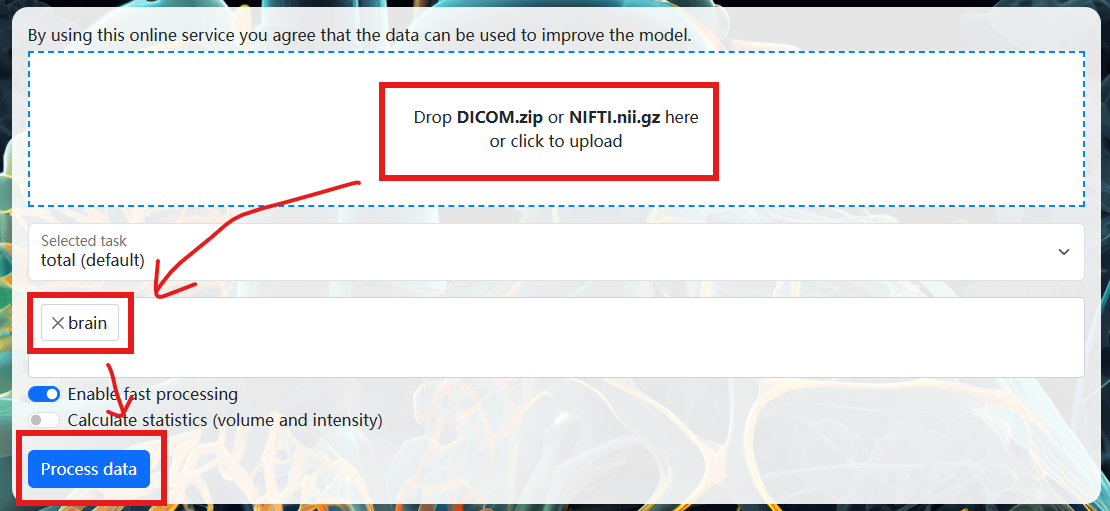 By using this online service you agree that the data can be used to improve the model.
Drop DICOM.zip or NIFTI.nii.gz here
or click to upload
Selected task
total (default)
brain
Enable fast processing
Calculate statistics (volume and intensity)
Process data